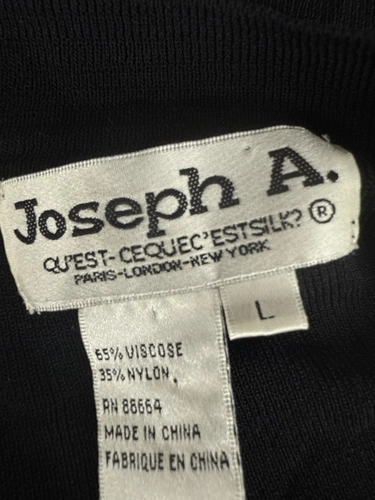 Joseph A.
QU'EST-CEQUEC'ESTSILK? ®
PARIS-LONDON-NEW YORK
L
65% VISCOSE
35% NYLON.
RN 86664
MADE IN CHINA
FABRIQUE EN CHINA